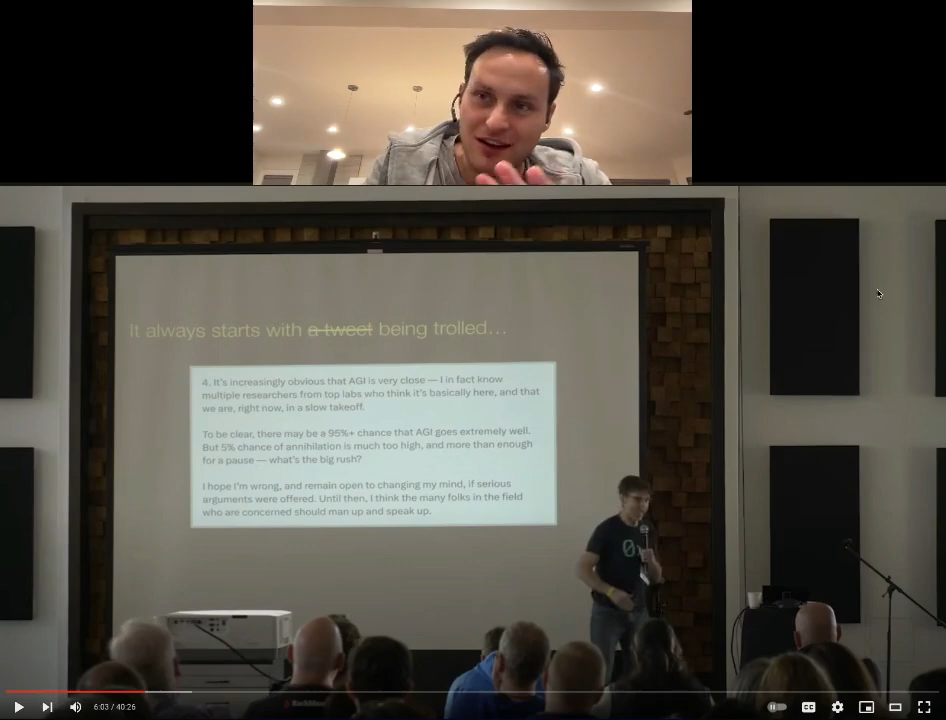 It always starts with a tweet being trolled...
4. It's increasingly obvious that AGI is very close — I in fact know
multiple researchers from top labs who think it's basically here, and that
we are, right now, in a slow takeoff.
To be clear, there may be a 95%+ chance that AGI goes extremely well.
But 5% chance of annihilation is much too high, and more than enough
for a pause — what's the big rush?
I hope I'm wrong, and remain open to changing my mind, if serious
arguments were offered. Until then, I think the many folks in the field
who are concerned should man up and speak up.
6:03 / 40:26
CC